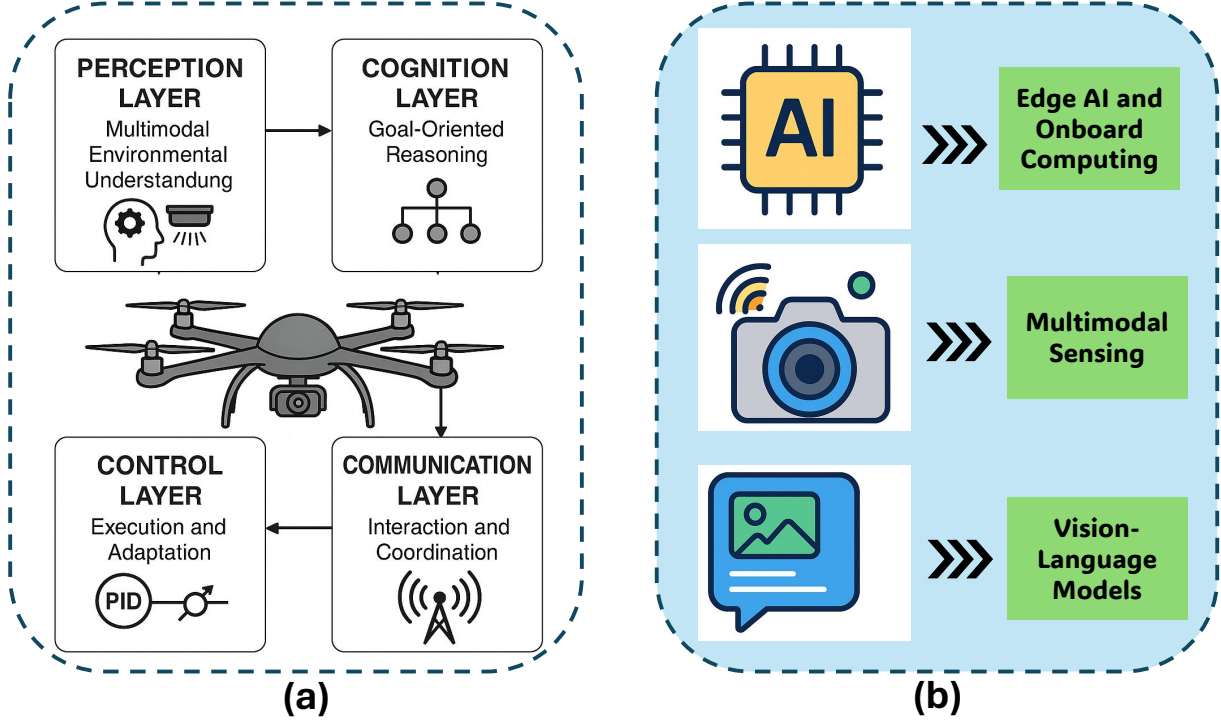 PERCEPTION
LAYER
Multimodal
Environmental
Understandung
COGNITION
LAYER
Goal-Oriented
Reasoning
CONTROL
LAYER
Execution and
Adaptation
PID
COMMUNICATION
LAYER
Interaction and
Coordination
(a)
AI
Edge AI and
Onboard
Computing
Multimodal
Sensing
Vision-
Language
Models
(b)